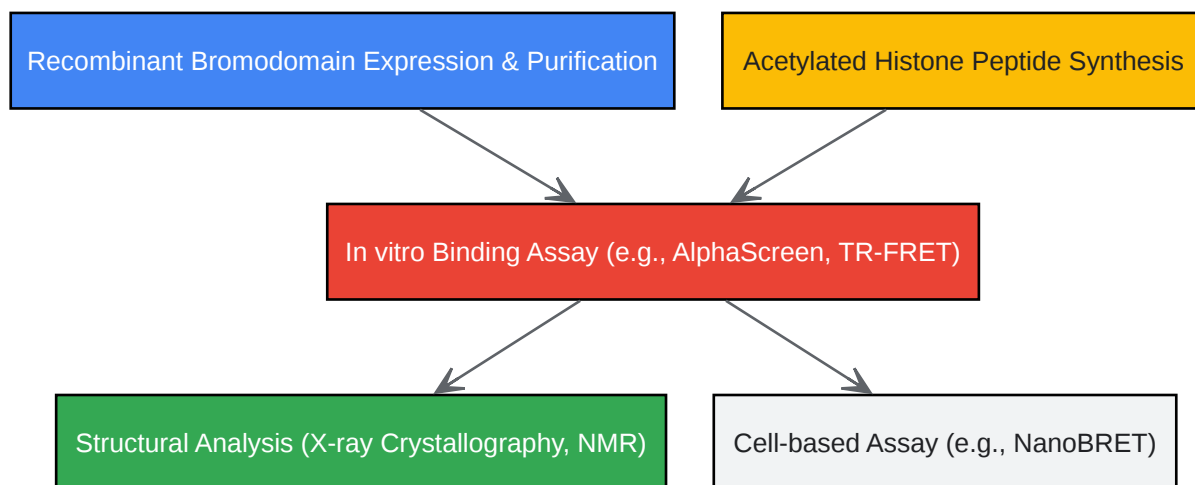 Recombinant Bromodomain Expression & Purification
Acetylated Histone Peptide Synthesis
In vitro Binding Assay (e.g., AlphaScreen, TR-FRET)
Structural Analysis (X-ray Crystallography, NMR)
Cell-based Assay (e.g., NanoBRET)